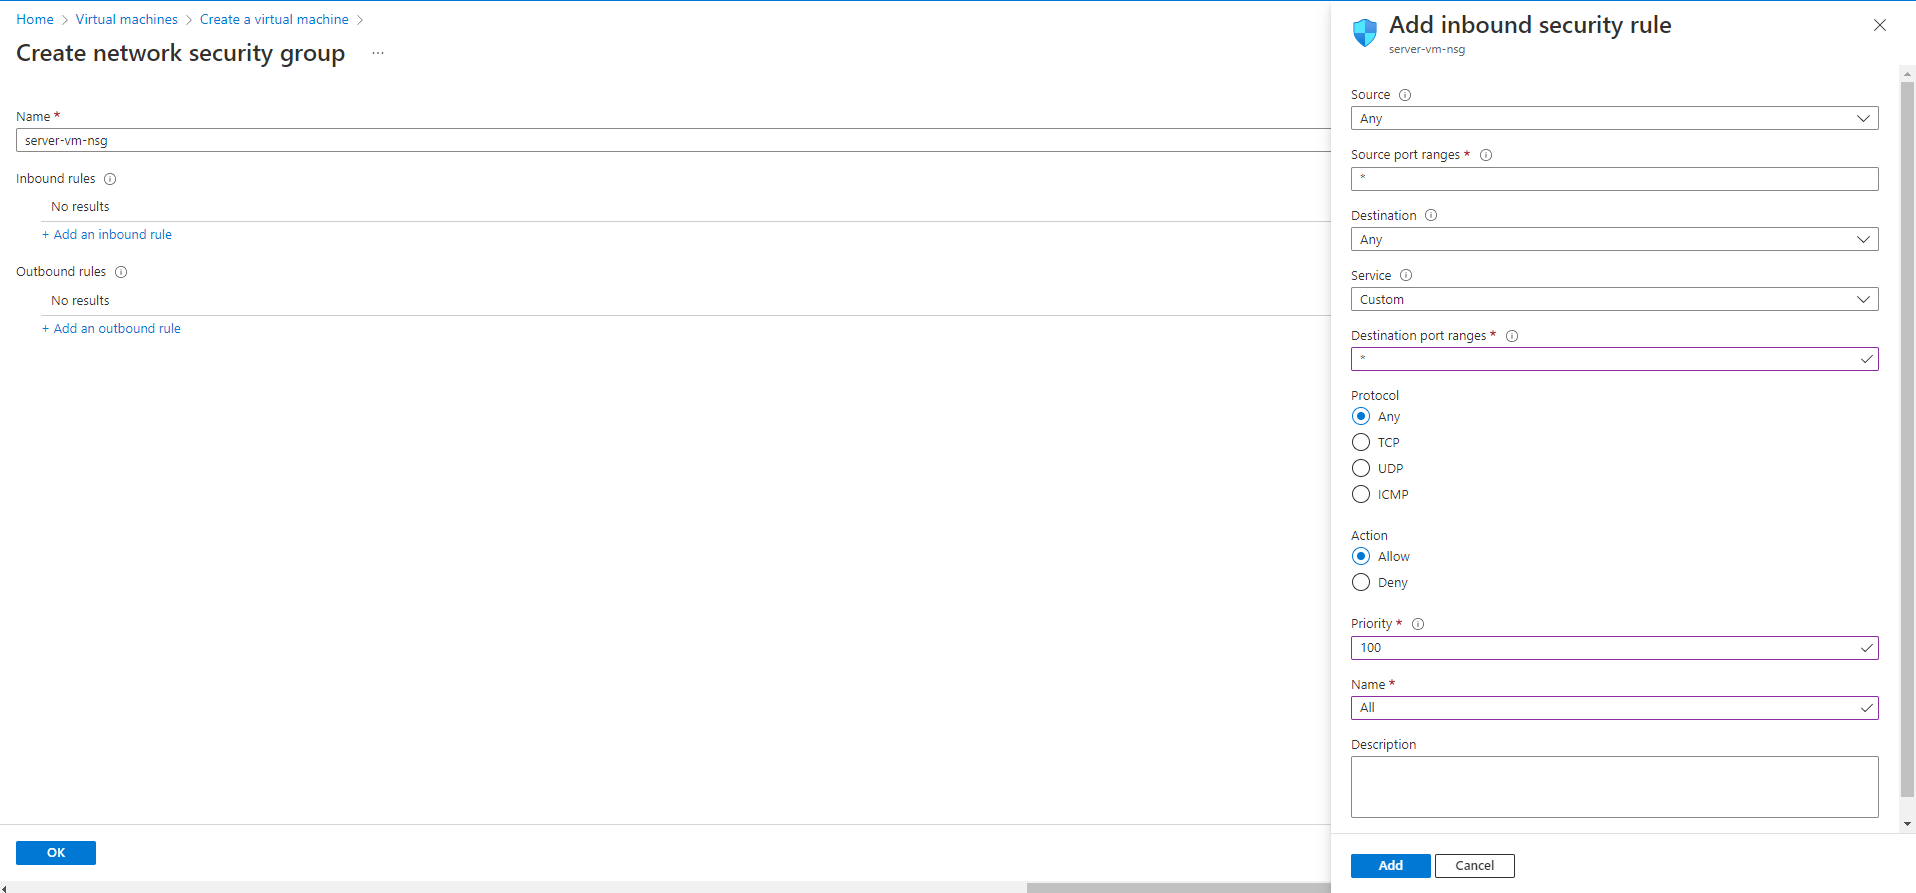 Home > Virtual machines > Create a virtual machine >
Create network security group ...
Name *
server-vm-nsg
Inbound rules
No results
+ Add an inbound rule
Outbound rules
No results
+ Add an outbound rule
OK
Add inbound security rule
server-vm-nsg
Source
Any
Source port ranges *
*
Destination
Any
Service
Custom
Destination port ranges *
*
Protocol
Any
TCP
UDP
ICMP
Action
Allow
Deny
Priority *
100
Name *
All
Description
Add Cancel